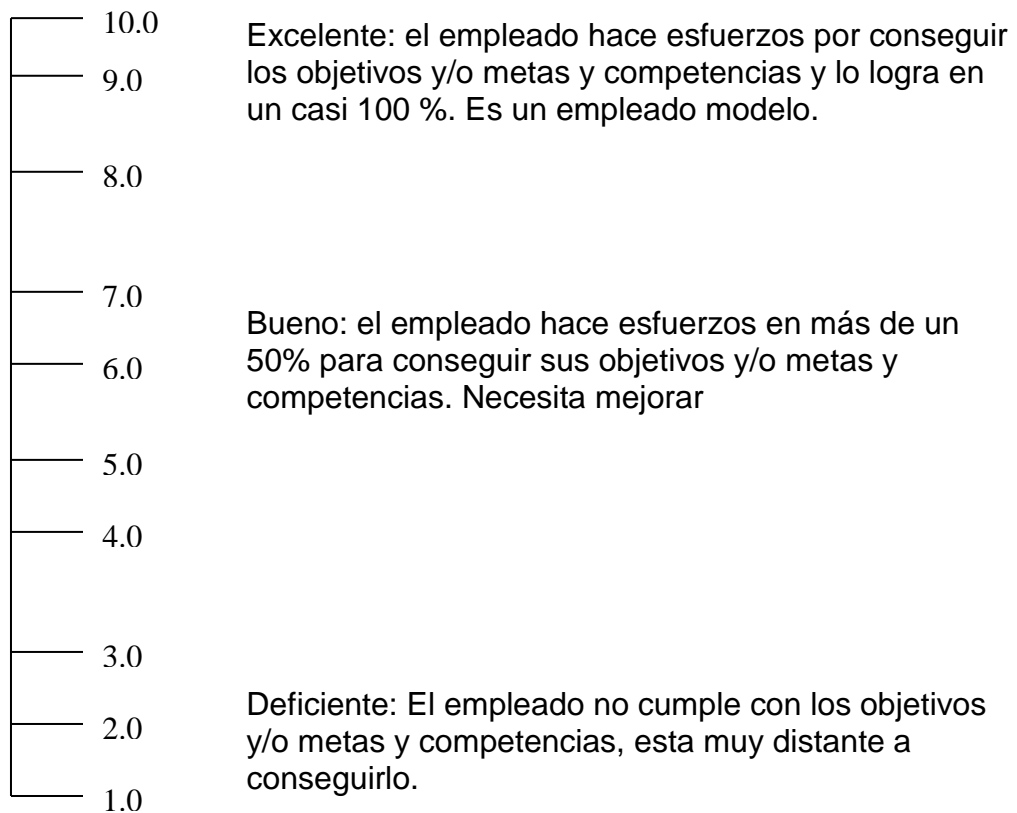 10.0
Excelente: el empleado hace esfuerzos por conseguir
los objetivos y/o metas y competencias y lo logra en
9.0
un casi 100 %. Es un empleado modelo.
8.0
7.0
Bueno: el empleado hace esfuerzos en más de un
50% para conseguir sus objetivos y/o metas y
6.0
competencias. Necesita mejorar
5.0
4.0
3.0
Deficiente: El empleado no cumple con los objetivos
2.0
y/o metas y competencias, esta muy distante a
conseguirlo.
1.0